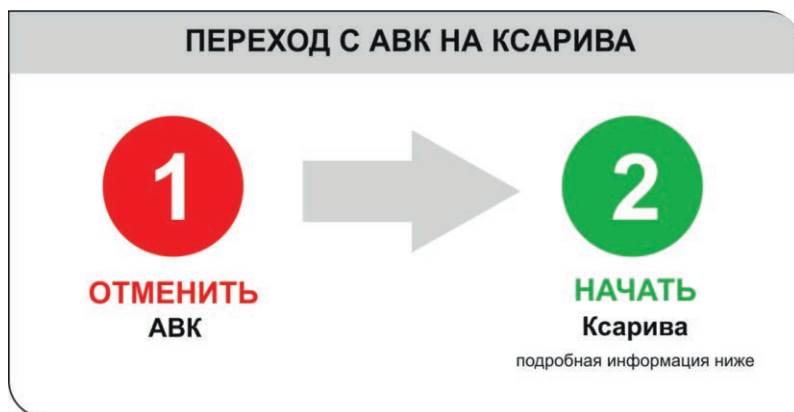 ПЕРЕХОД С АВК НА КСАРИВА
1
2
ОТМЕНИТЬ
АВК
НАЧАТЬ
Ксарива
подробная информация ниже